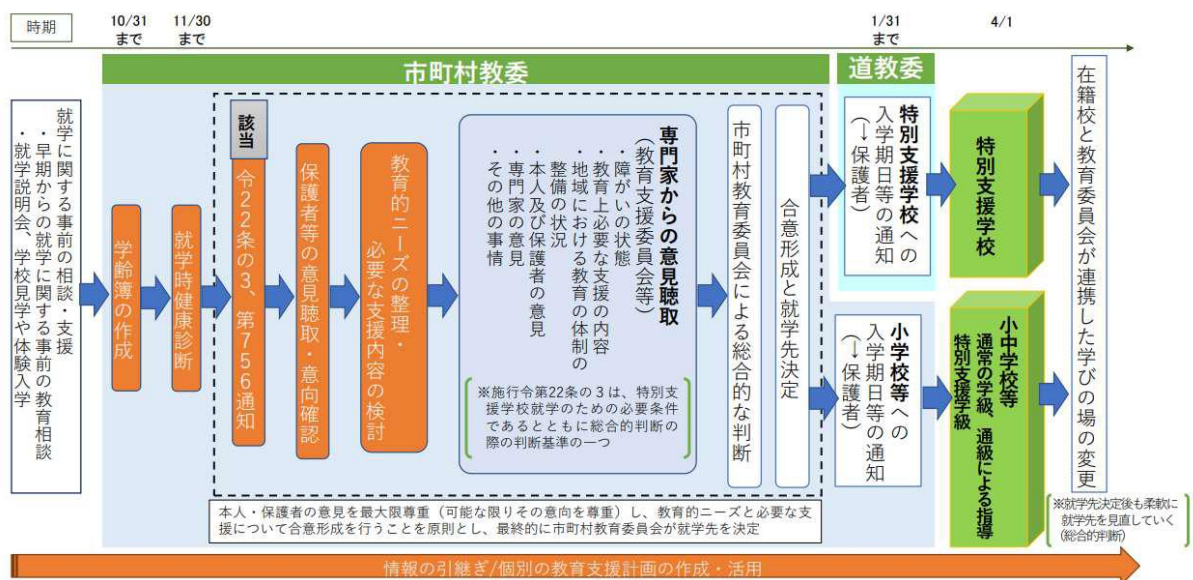 時期
10/31
まで
11/30
まで
1/31
まで
4/1
市町村教委
道教委
就学に関する事前の相談・支援
・早期からの就学に関する事前の教育相談
・就学説明会、学校見学や体験入学
学齢簿の作成
就学時健康診断
該当
令22条の3、第756通知
保護者等の意見聴取・意向確認
教育的ニーズの整理・
必要な支援内容の検討
専門家からの意見聴取
（教育支援委員会等）
・障がいの状態
・教育上必要な支援の内容
・地域における教育の体制の
整備の状況
・本人及び保護者の意見
・専門家の意見
・その他の事情
※施行令第22条の３は、特別支
援学校就学のための必要条件
であるとともに総合的判断の
際の判断基準の一つ
市町村教育委員会による総合的な判断
合意形成と就学先決定
特別支援学校への
入学期日等の通知
（→保護者）
小学校等への
入学期日等の通知
（→保護者）
特別支援学校
小中学校等
通常の学級、通級による指導
特別支援学級
在籍校と教育委員会が連携した学びの場の変更
※就学先決定後も柔軟に
就学先を見直していく
（総合的判断）
本人・保護者の意見を最大限尊重（可能な限りその意向を尊重）し、教育的ニーズと必要な支
援について合意形成を行うことを原則とし、最終的に市町村教育委員会が就学先を決定
情報の引継ぎ/個別の教育支援計画の作成・活用